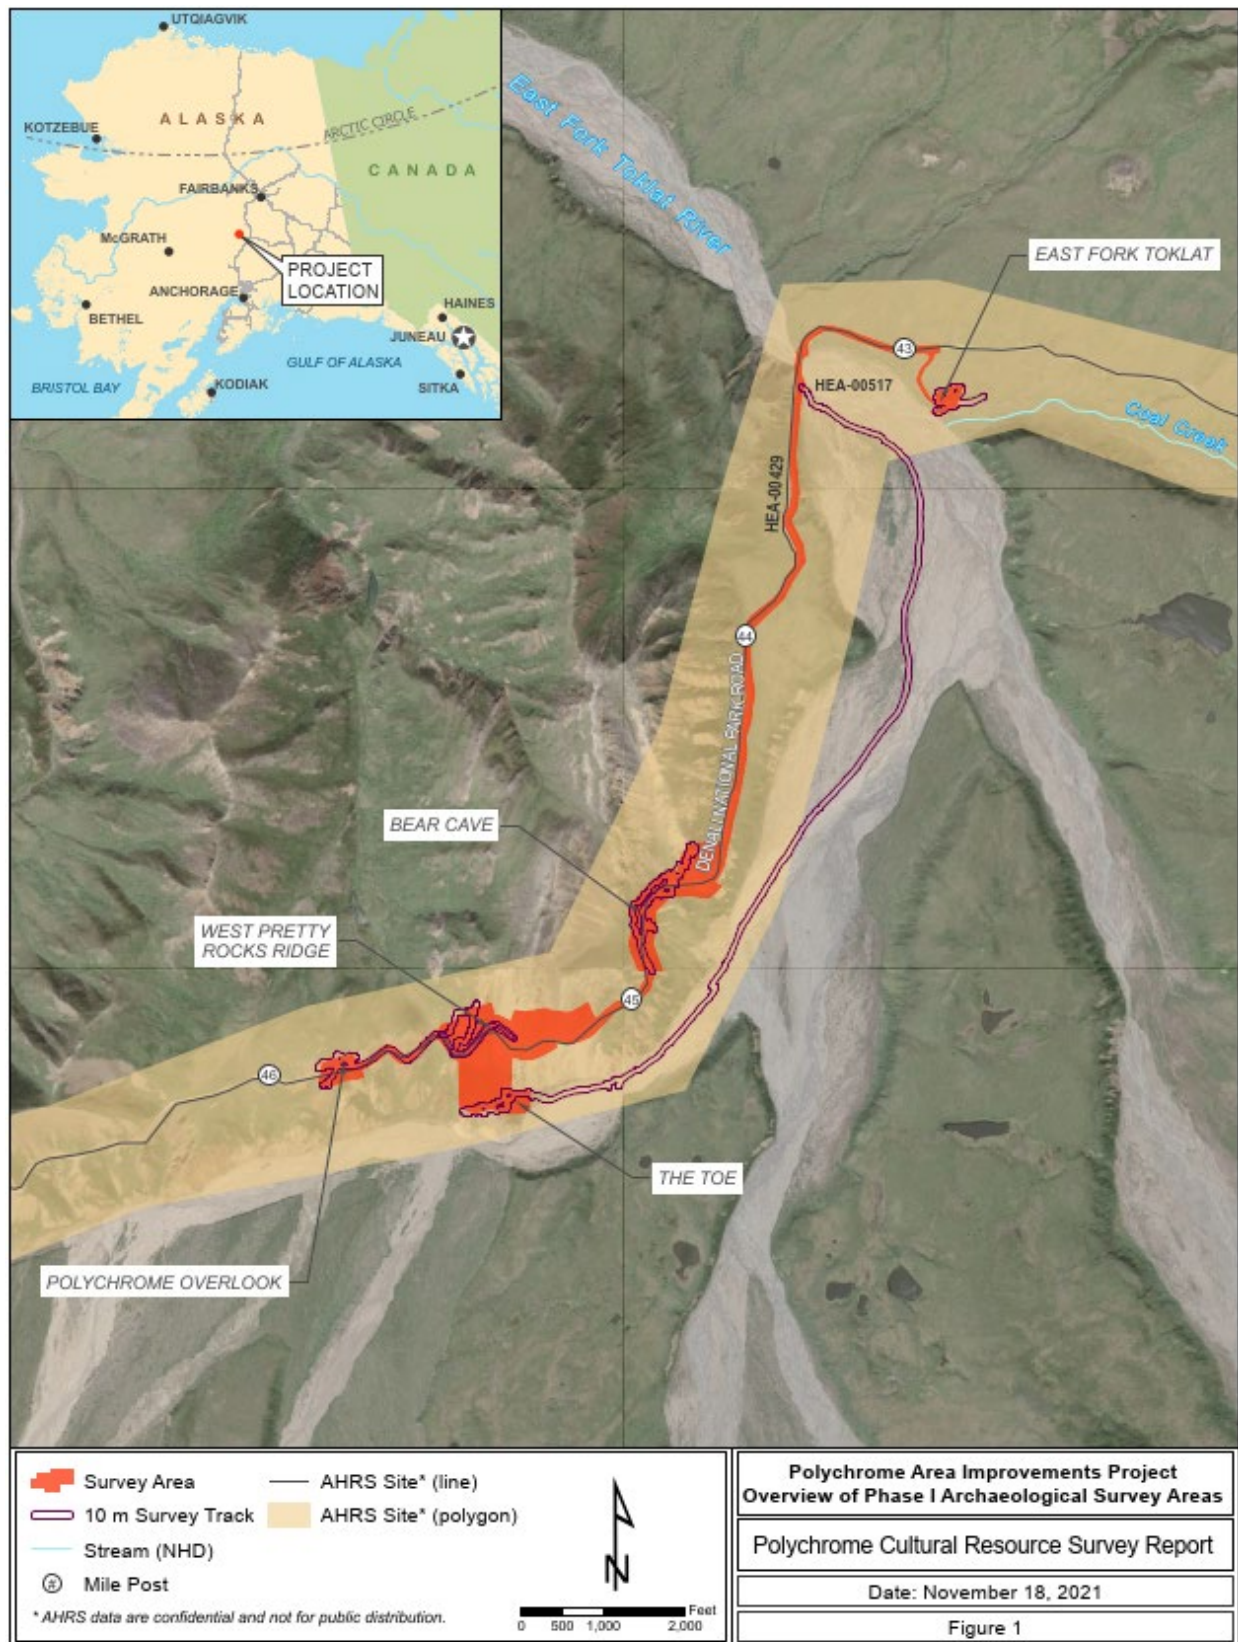 UTQIAGVIK
ALASKA
KOTZEBUE
ARCTIC CIRCLE
CANADA
FAIRBANKS
McGRATH
PROJECT
LOCATION
ANCHORAGE
BETHEL
HAINES
JUNEAU
GULF OF ALASKA
BRISTOL BAY
KODIAK
SITKA
East Fork Toklat River
EAST FORK TOKLAT
43
HEA-00517
Coal Creek
HEA-00429
44
DENALI NATIONAL PARK ROAD
BEAR CAVE
WEST PRETTY
ROCKS RIDGE
45
46
THE TOE
POLYCHROME OVERLOOK
Survey Area
10 m Survey Track
Stream (NHD)
# Mile Post
AHRS Site* (line)
AHRS Site* (polygon)
* AHRS data are confidential and not for public distribution.
N
Feet
0 500 1,000 2,000
Polychrome Area Improvements Project
Overview of Phase I Archaeological Survey Areas
Polychrome Cultural Resource Survey Report
Date: November 18, 2021
Figure 1